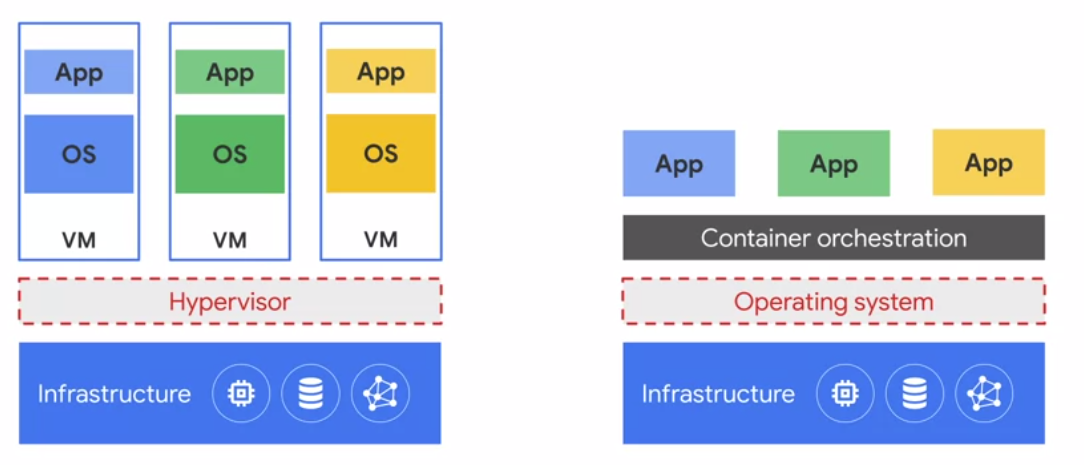 App
App
App
OS
OS
OS
VM
VM
VM
Hypervisor
Infrastructure
App
App
App
Container orchestration
Operating system
Infrastructure